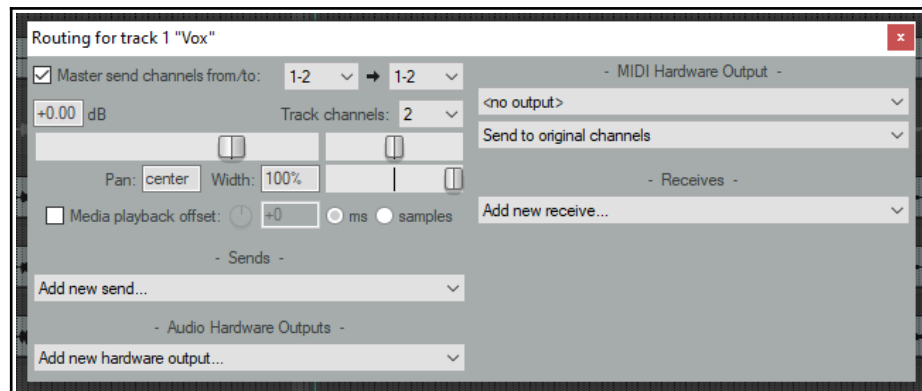 Routing for track 1 "Vox"
x
Master send channels from/to: 1-2 → 1-2
+0.00 dB Track channels: 2
Pan: center Width: 100%
Media playback offset: +0 ms samples
- Sends -
Add new send...
- Audio Hardware Outputs -
Add new hardware output...
- MIDI Hardware Output -
<no output>
Send to original channels
- Receives -
Add new receive...